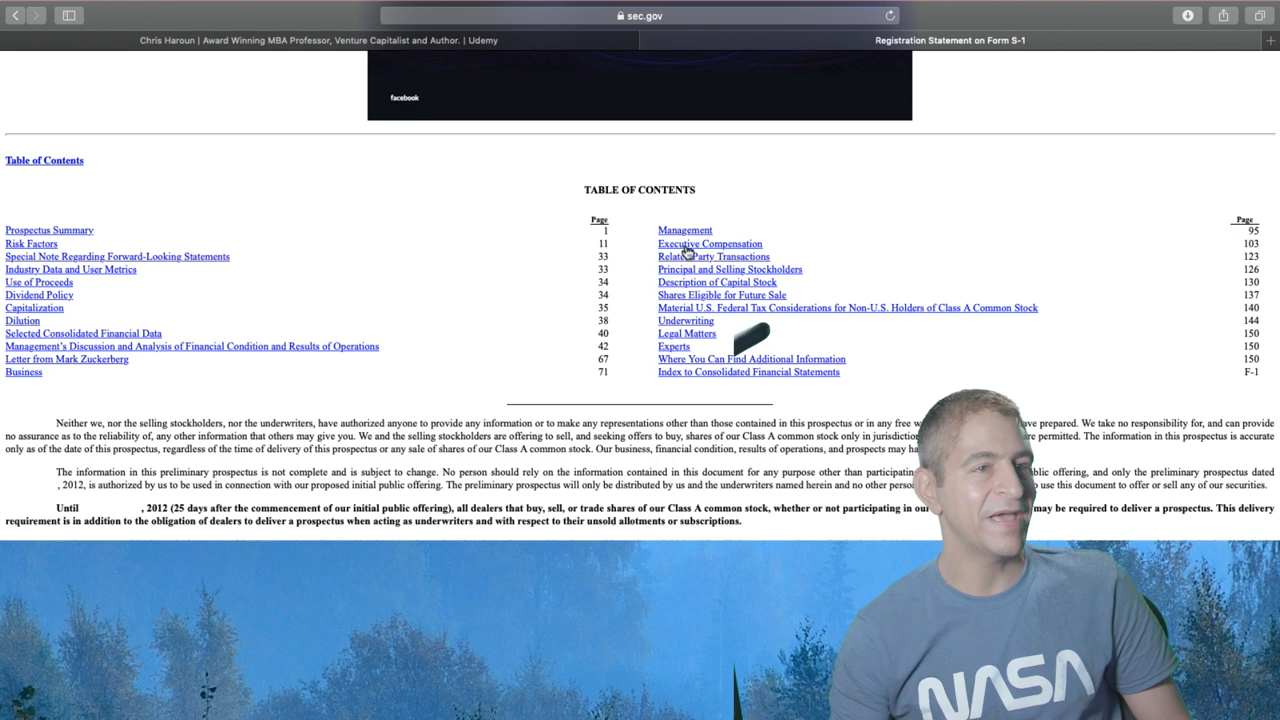 sec.gov
Chris Haroun | Award Winning MBA Professor, Venture Capitalist and Author. | Udemy
Registration Statement on Form S-1
facebook
Table of Contents
TABLE OF CONTENTS
Page
Prospectus Summary 1
Risk Factors 11
Special Note Regarding Forward-Looking Statements 33
Industry Data and User Metrics 33
Use of Proceeds 34
Dividend Policy 34
Capitalization 35
Dilution 38
Selected Consolidated Financial Data 40
Management's Discussion and Analysis of Financial Condition and Results of Operations 42
Letter from Mark Zuckerberg 67
Business 71
Page
Management 95
Executive Compensation 103
Related Party Transactions 123
Principal and Selling Stockholders 126
Description of Capital Stock 130
Shares Eligible for Future Sale 137
Material U.S. Federal Tax Considerations for Non-U.S. Holders of Class A Common Stock 140
Underwriting 144
Legal Matters 150
Experts 150
Where You Can Find Additional Information 150
Index to Consolidated Financial Statements F-1
Neither we, nor the selling stockholders, nor the underwriters, have authorized anyone to provide any information or to make any representations other than those contained in this prospectus or in any free have prepared. We take no responsibility for, and can provide
no assurance as to the reliability of, any other information that others may give you. We and the selling stockholders are offering to sell, and seeking offers to buy, shares of our Class A common stock only in are permitted. The information in this prospectus is accurate
only as of the date of this prospectus, regardless of the time of delivery of this prospectus or any sale of shares of our Class A common stock. Our business, financial condition, results of operations, and prospects may
The information in this preliminary prospectus is not complete and is subject to change. No person should rely on the information contained in this document for any purpose other than offering, and only the preliminary prospectus dated
, 2012, is authorized by us to be used in connection with our proposed initial public offering. The preliminary prospectus will only be distributed by us and the underwriters named herein and no other use this document to offer or sell any of our securities.
Until , 2012 (25 days after the commencement of our initial public offering), all dealers that buy, sell, or trade shares of our Class A common stock, whether or not participating in may be required to deliver a prospectus. This delivery
requirement is in addition to the obligation of dealers to deliver a prospectus when acting as underwriters and with respect to their unsold allotments or subscriptions.
NASA